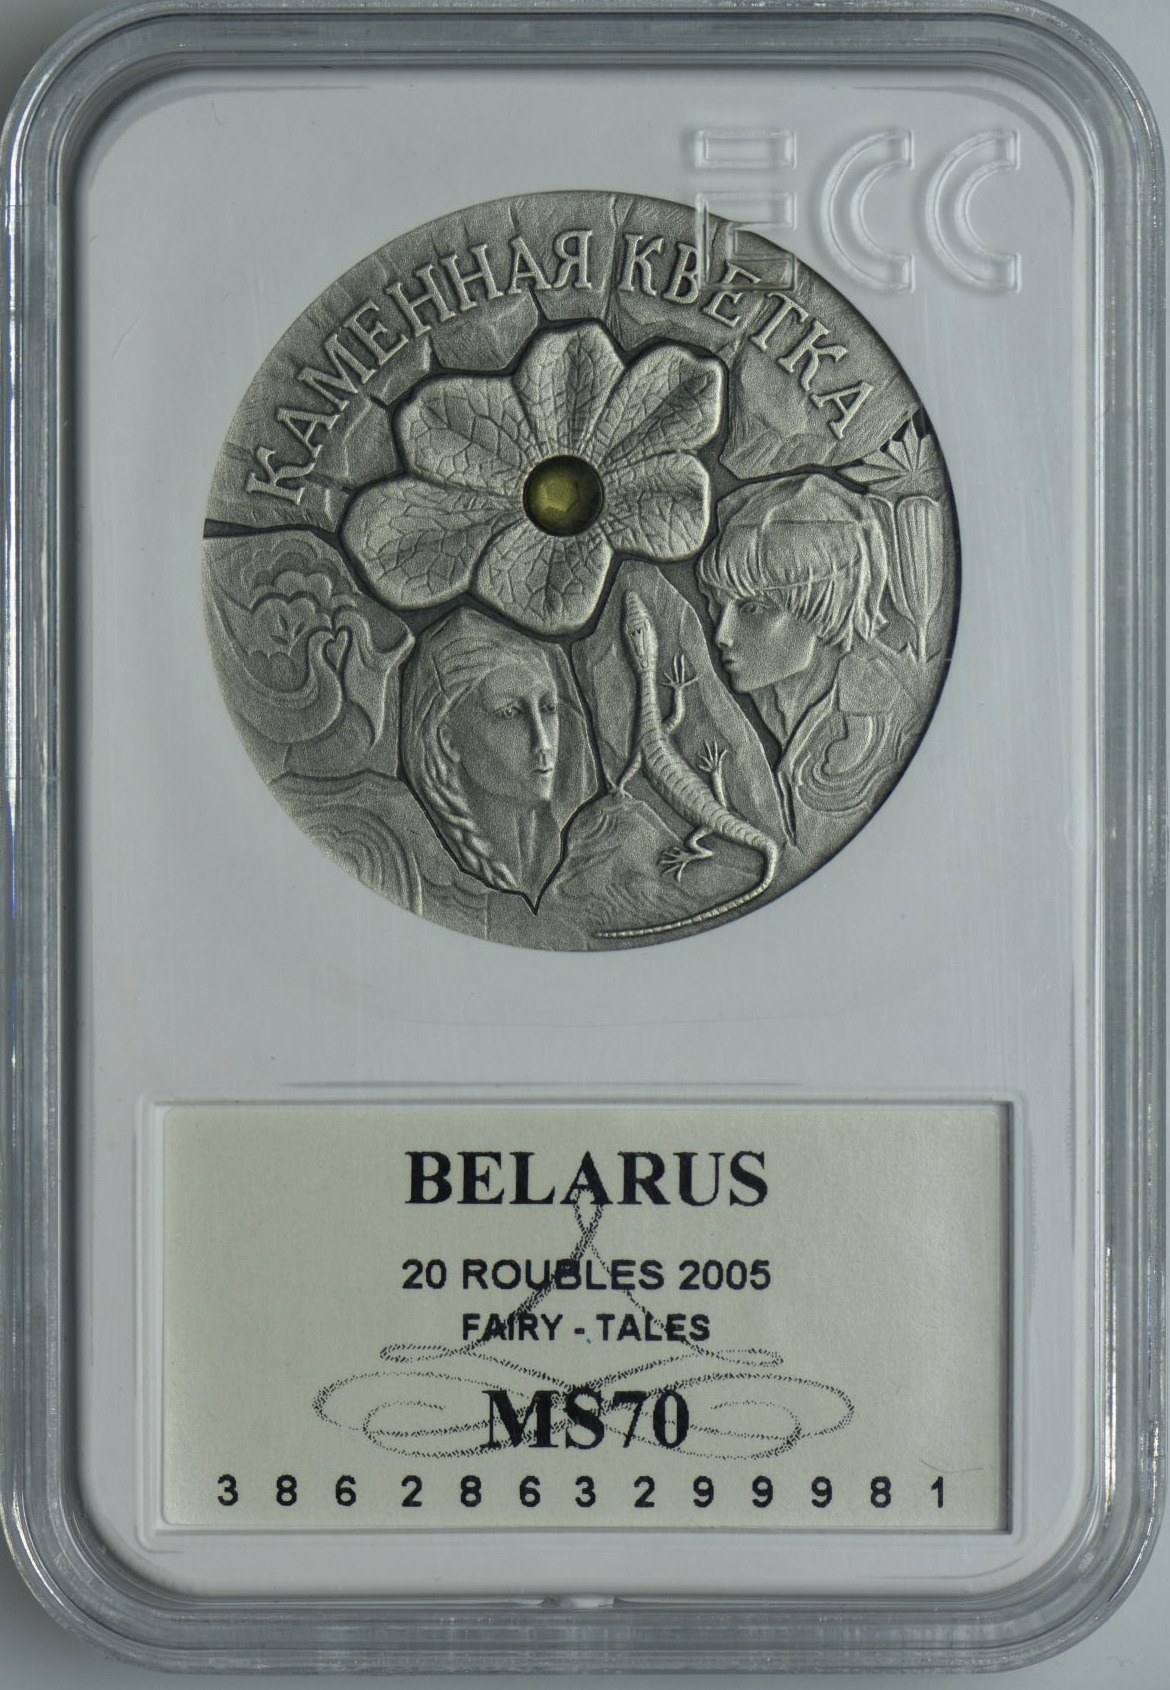 ECC
КАМЕННАЯ КВЕТКА
BELARUS
20 ROUBLES 2005
FAIRY - TALES
MS70
3 8 6 2 8 6 3 2 9 9 9 8 1